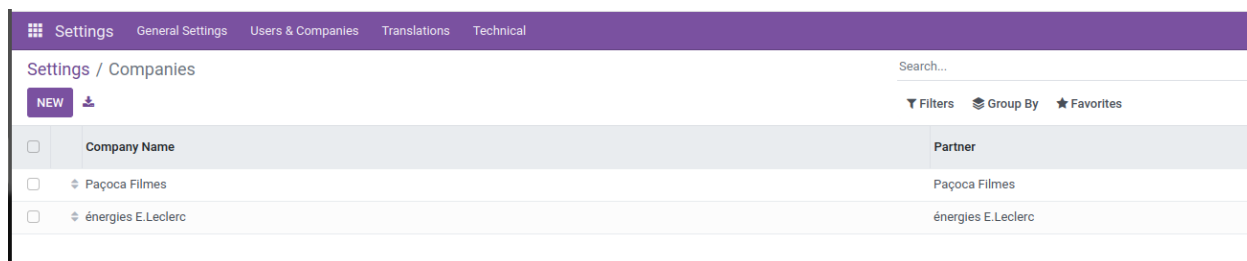 Settings General Settings Users & Companies Translations Technical
Settings / Companies
Search...
NEW
Filters Group By Favorites
Company Name Partner
Paçoca Filmes Paçoca Filmes
énergies E.Leclerc énergies E.Leclerc